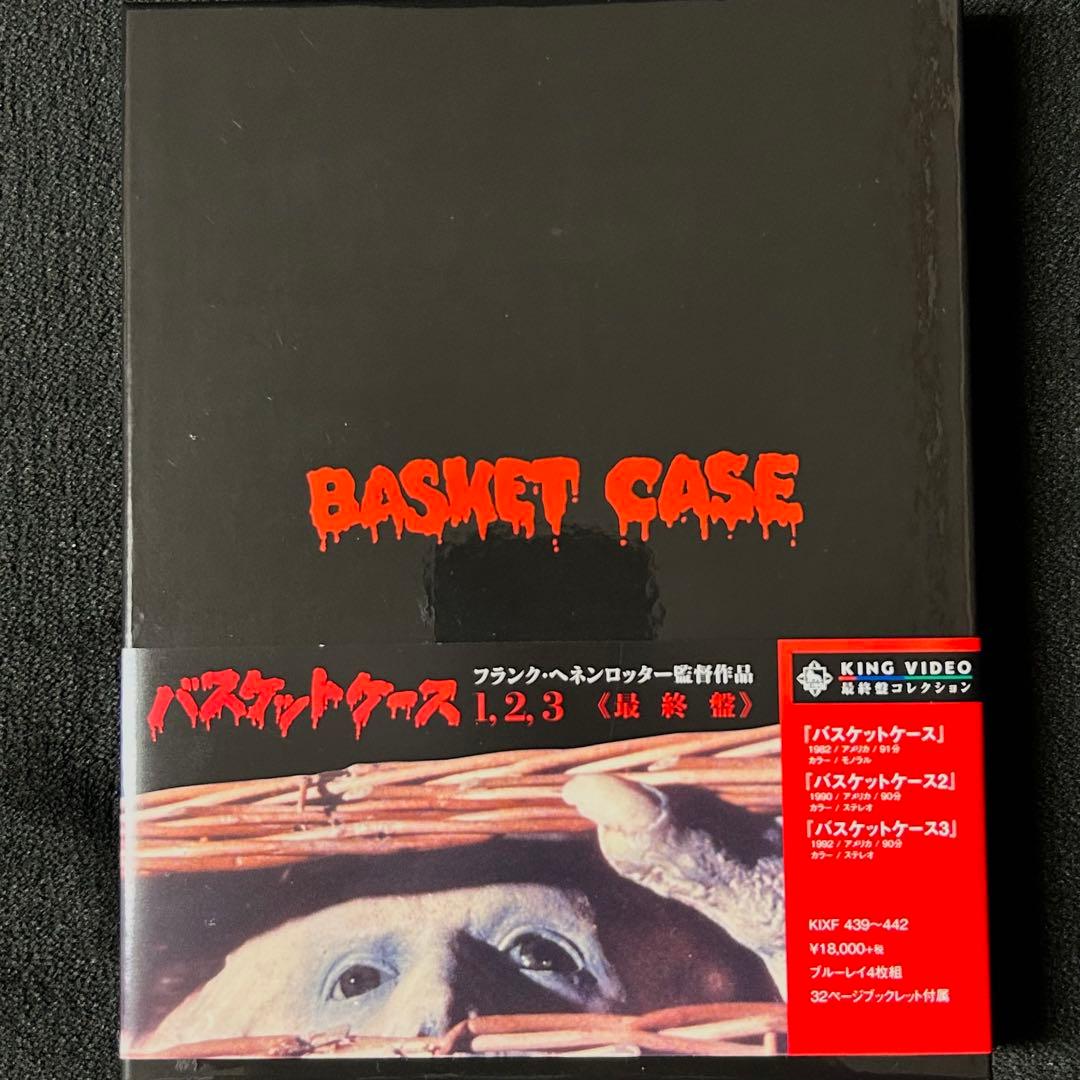 BASKET CASE
バスケットケース
フランク・ヘネンロッター監督作品
1, 2, 3 《最終盤》
KING VIDEO
最終盤コレクション
『バスケットケース』
1982 / アメリカ / 91分
カラー / モノラル
『バスケットケース2』
1990 / アメリカ / 90分
カラー / ステレオ
『バスケットケース3』
1992 / アメリカ / 90分
カラー / ステレオ
KIXF 439〜442
¥18,000+税
ブルーレイ4枚組
32ページブックレット付属